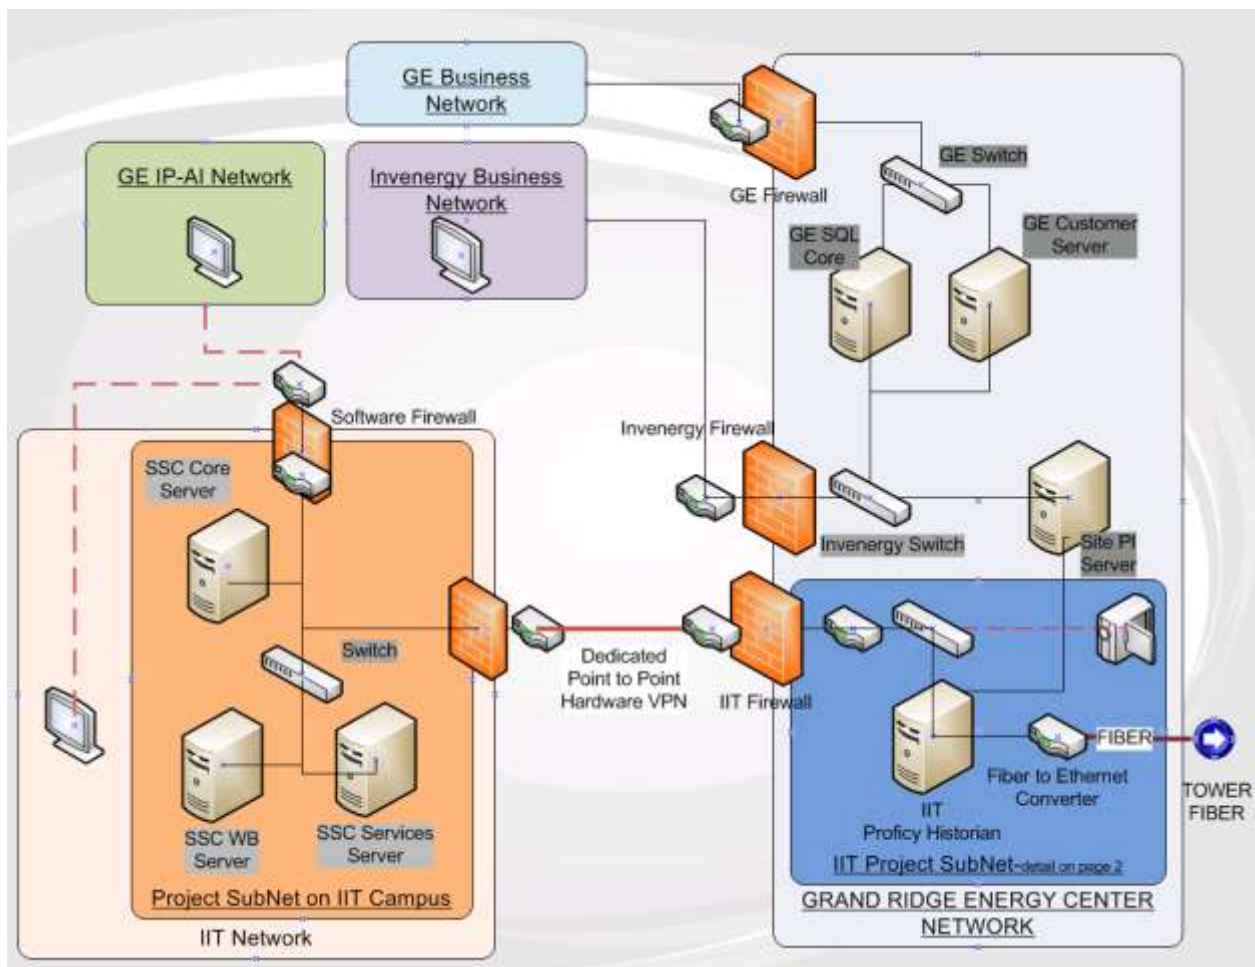 GE Business
Network
GE IP-AI Network
Invenergy Business
Network
GE Firewall
GE Switch
GE SQL
Core
GE Customer
Server
Software Firewall
Invenergy Firewall
Invenergy Switch
Site PI
Server
SSC Core
Server
Switch
SSC WB
Server
SSC Services
Server
Project SubNet on IIT Campus
IIT Network
Dedicated
Point to Point
Hardware VPN
IIT Firewall
FIBER
Fiber to Ethernet
Converter
TOWER
FIBER
IIT
Proficy Historian
IIT Project SubNet-detail on page 2
GRAND RIDGE ENERGY CENTER
NETWORK